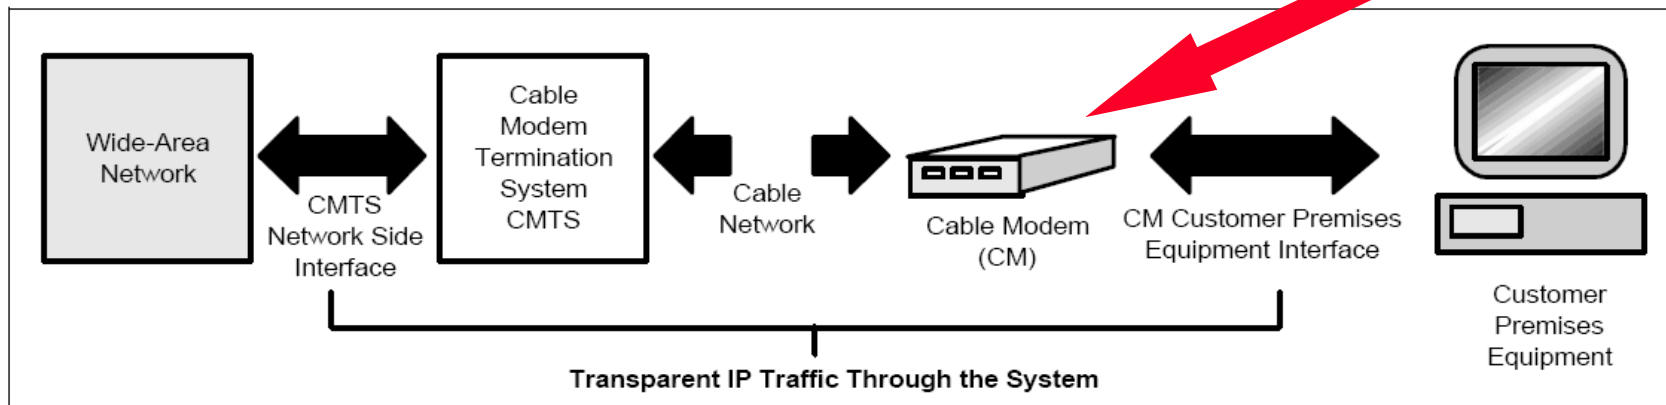 Wide-Area
Network
CMTS
Network Side
Interface
Cable
Modem
Termination
System
CMTS
Cable
Network
Cable Modem
(CM)
CM Customer Premises
Equipment Interface
Customer
Premises
Equipment
Transparent IP Traffic Through the System